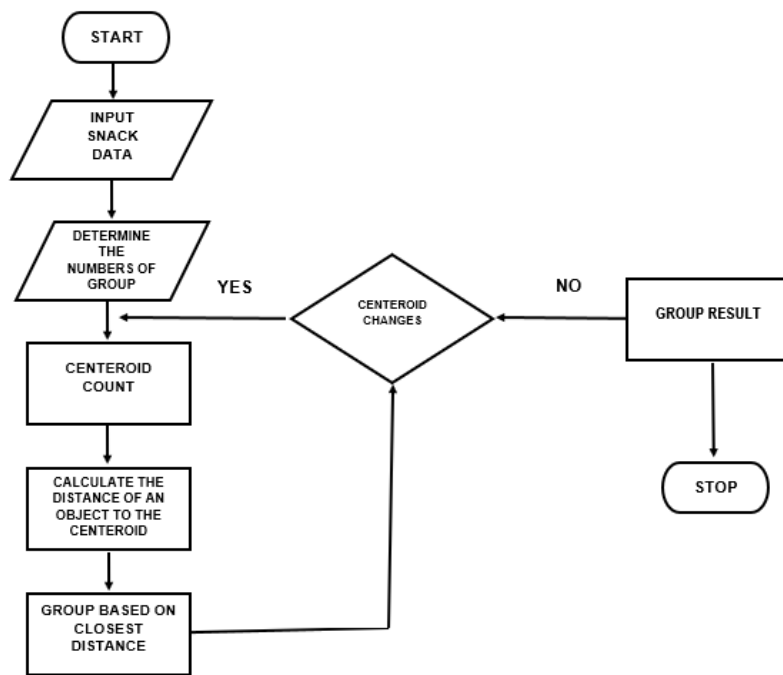 START
INPUT
SNACK
DATA
DETERMINE
THE
NUMBERS OF
GROUP
YES
CENTEROID
CHANGES
NO
GROUP RESULT
CENTEROID
COUNT
CALCULATE THE
DISTANCE OF AN
OBJECT TO THE
CENTEROID
STOP
GROUP BASED ON
CLOSEST
DISTANCE